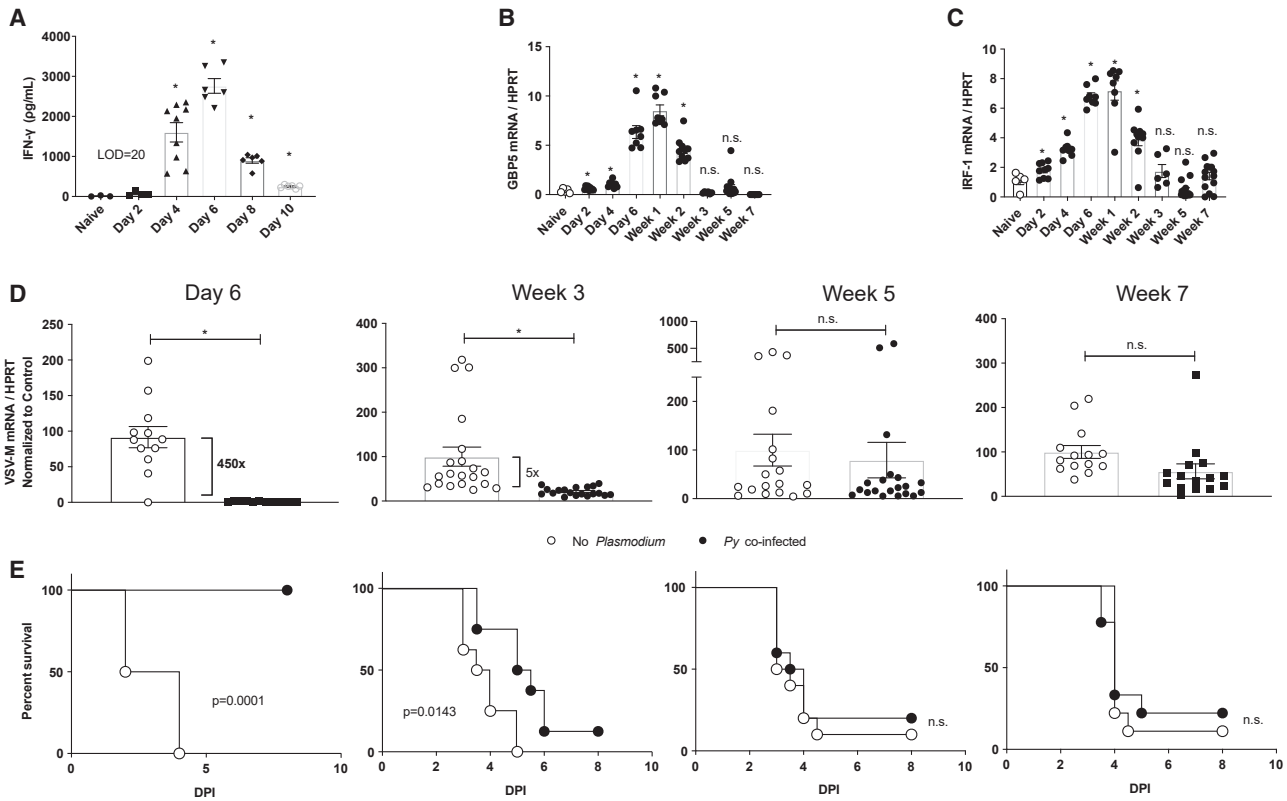 A
IFN-γ (pg/mL)
4000
3000
2000
1000
0
LOD=20
*
*
*
*
Naive
Day 2
Day 4
Day 6
Day 8
Day 10
B
GBP5 mRNA / HPRT
15
10
5
0
*
*
*
*
*
n.s.
n.s.
n.s.
Naive
Day 2
Day 4
Day 6
Week 1
Week 2
Week 3
Week 5
Week 7
C
IRF-1 mRNA / HPRT
10
8
6
4
2
0
*
*
*
*
*
n.s.
n.s.
n.s.
Naive
Day 2
Day 4
Day 6
Week 1
Week 2
Week 3
Week 5
Week 7
D
VSV-M mRNA / HPRT
Normalized to Control
Day 6
250
200
150
100
50
0
*
450x
Week 3
400
300
200
100
0
*
5x
Week 5
1000
500
200
100
0
n.s.
Week 7
400
300
200
100
0
n.s.
No Plasmodium
Py co-infected
E
Percent survival
100
50
0
p=0.0001
0
5
10
DPI
100
50
0
p=0.0143
0
2
4
6
8
10
DPI
100
50
0
n.s.
0
2
4
6
8
10
DPI
100
50
0
n.s.
0
2
4
6
8
10
DPI